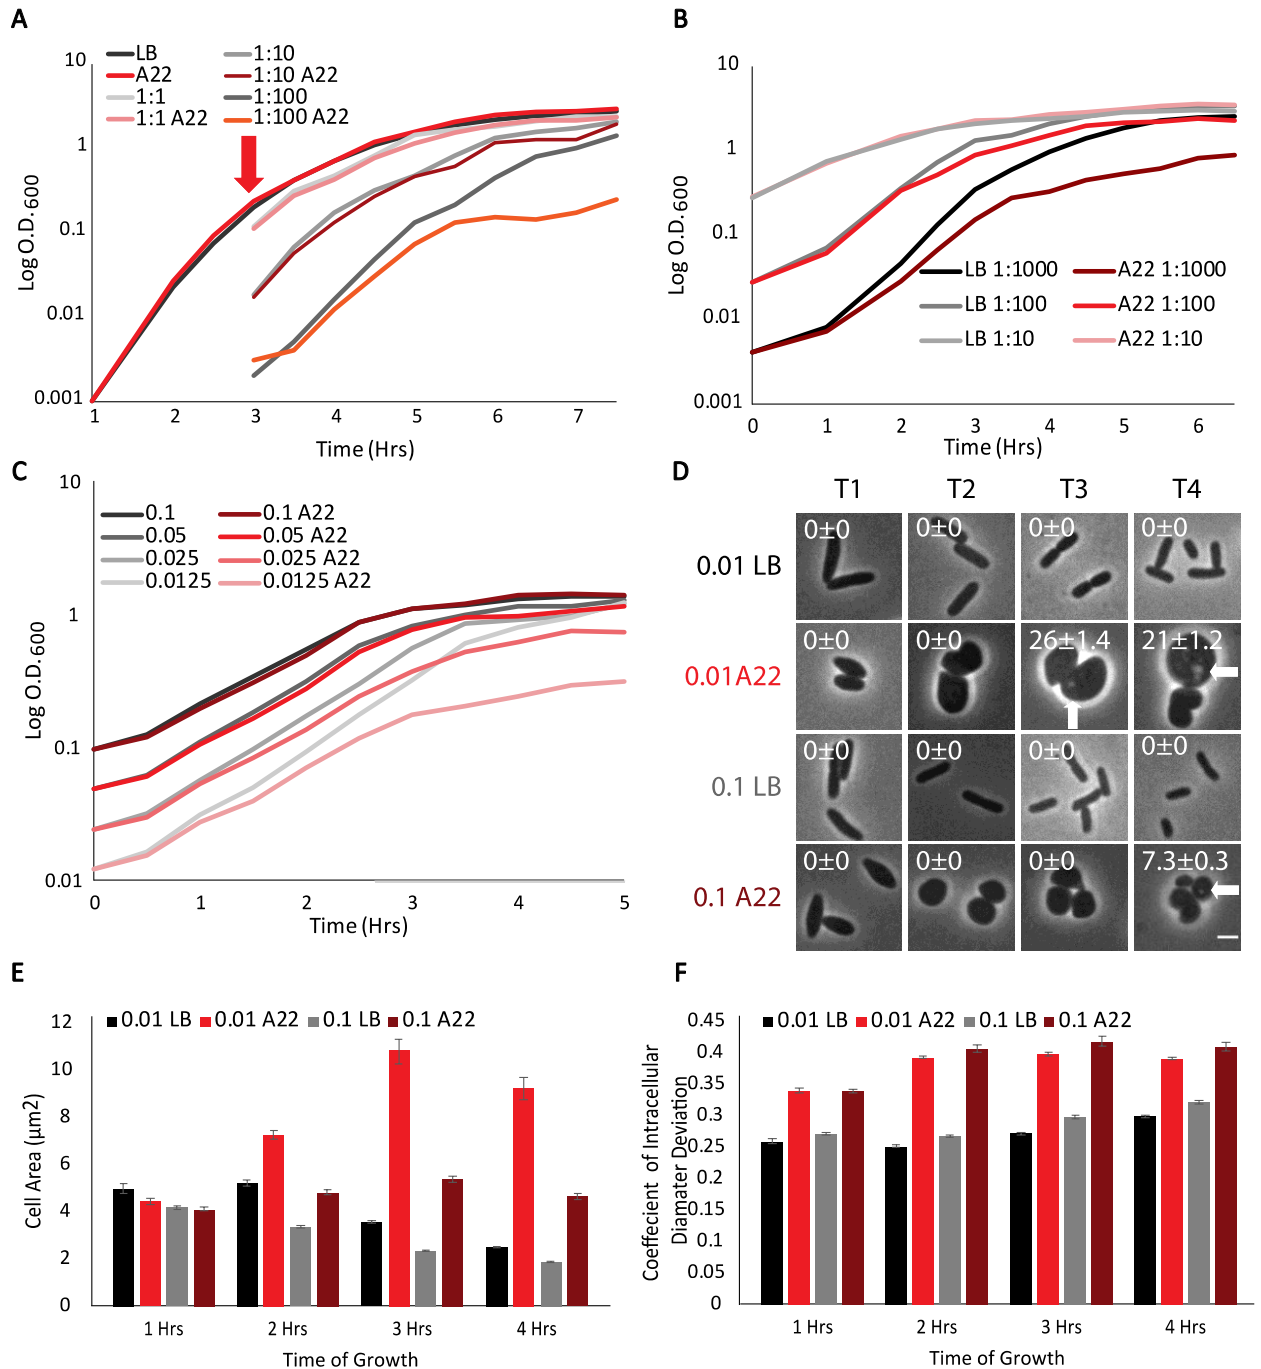 A
LB
1:10
A22
1:10 A22
1:1
1:100
1:1 A22
1:100 A22
10
1
0.1
0.01
0.001
Log O.D.600
1 2 3 4 5 6 7
Time (Hrs)
B
10
1
0.1
0.01
0.001
Log O.D.600
LB 1:1000
A22 1:1000
LB 1:100
A22 1:100
LB 1:10
A22 1:10
0 1 2 3 4 5 6
Time (Hrs)
C
10
1
0.1
0.01
Log O.D.600
0.1
0.1 A22
0.05
0.05 A22
0.025
0.025 A22
0.0125
0.0125 A22
0 1 2 3 4 5
Time (Hrs)
D
T1 T2 T3 T4
0.01 LB
0±0 0±0 0±0 0±0
0.01A22
0±0 0±0 26±1.4 21±1.2
0.1 LB
0±0 0±0 0±0 0±0
0.1 A22
0±0 0±0 0±0 7.3±0.3
E
0.01 LB 0.01 A22 0.1 LB 0.1 A22
12
10
8
6
4
2
0
Cell Area (µm2)
1 Hrs 2 Hrs 3 Hrs 4 Hrs
Time of Growth
F
0.01 LB 0.01 A22 0.1 LB 0.1 A22
0.45
0.4
0.35
0.3
0.25
0.2
0.15
0.1
0.05
0
Coeffecient of Intracellular
Diamater Deviation
1 Hrs 2 Hrs 3 Hrs 4 Hrs
Time of Growth